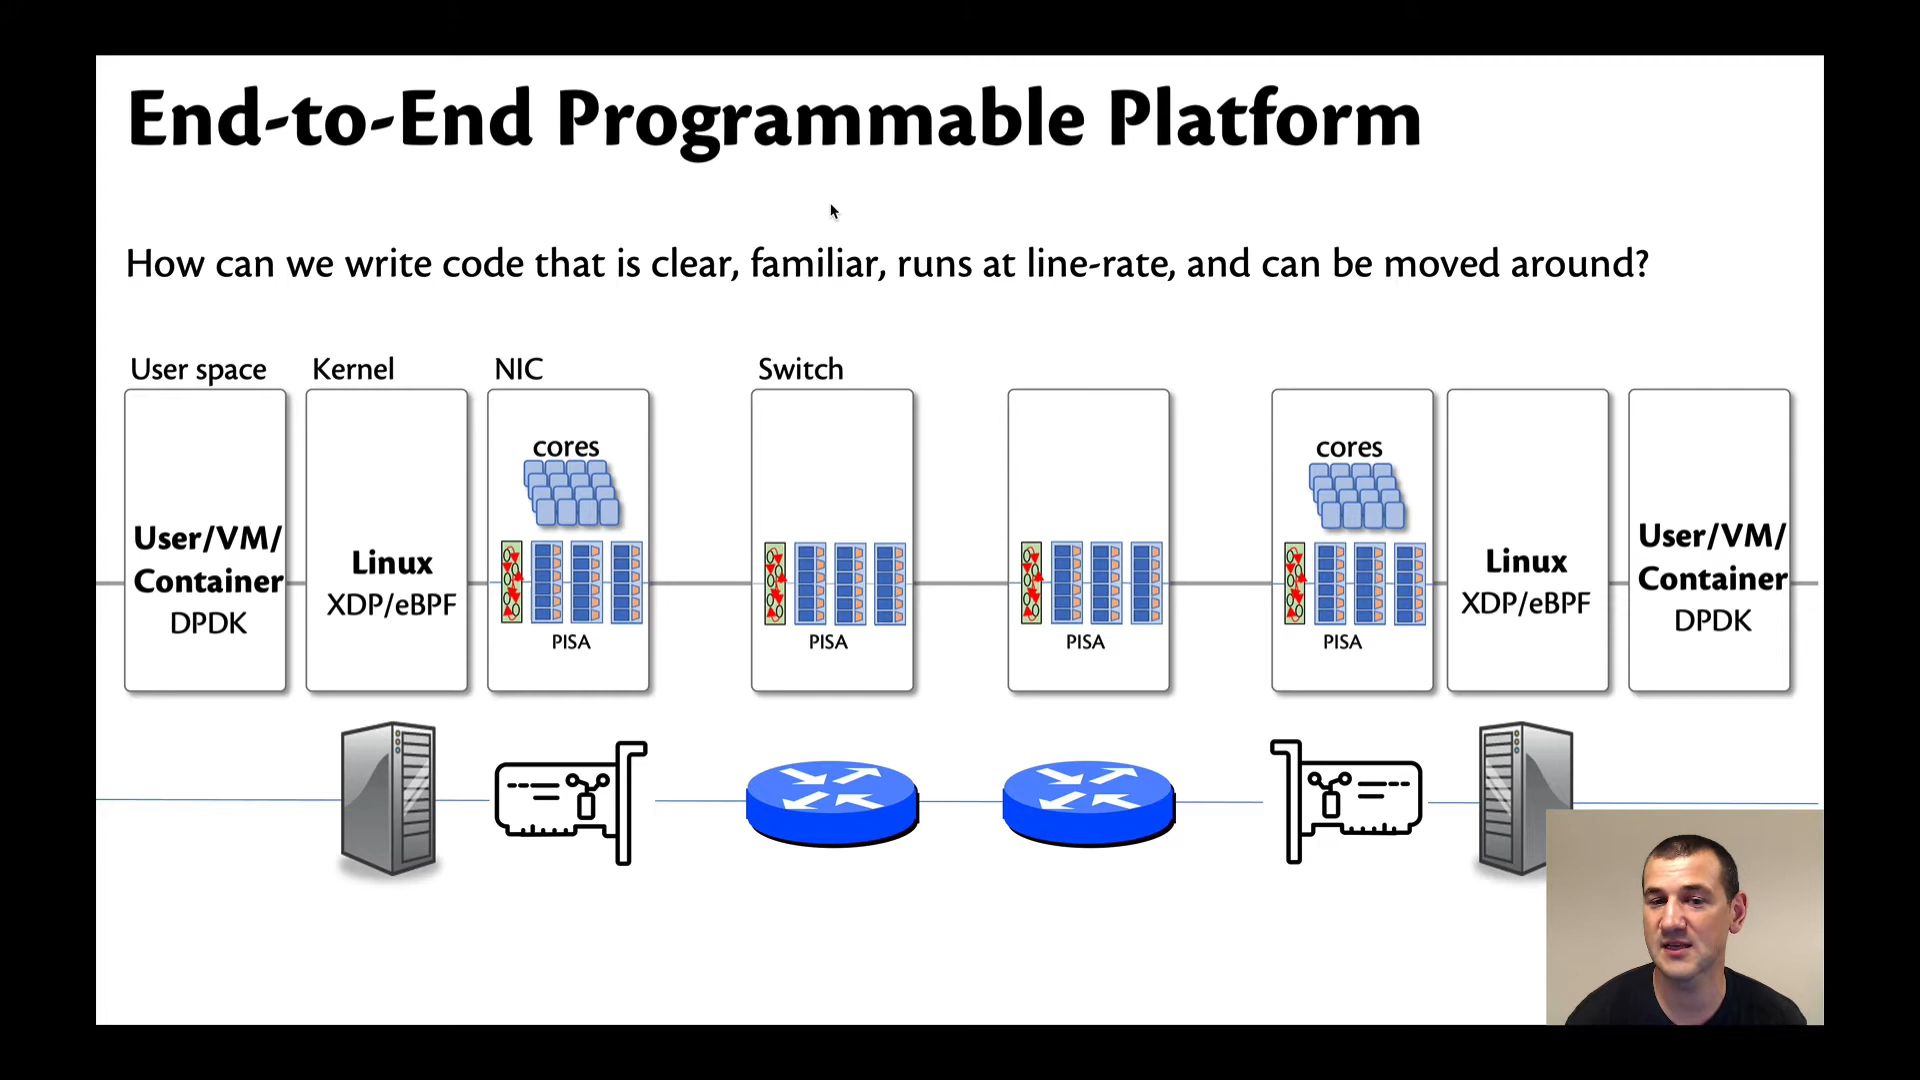 End-to-End Programmable Platform
How can we write code that is clear, familiar, runs at line-rate, and can be moved around?
User space
Kernel
NIC
Switch
User/VM/
Container
DPDK
Linux
XDP/eBPF
cores
PISA
PISA
PISA
cores
PISA
Linux
XDP/eBPF
User/VM/
Container
DPDK